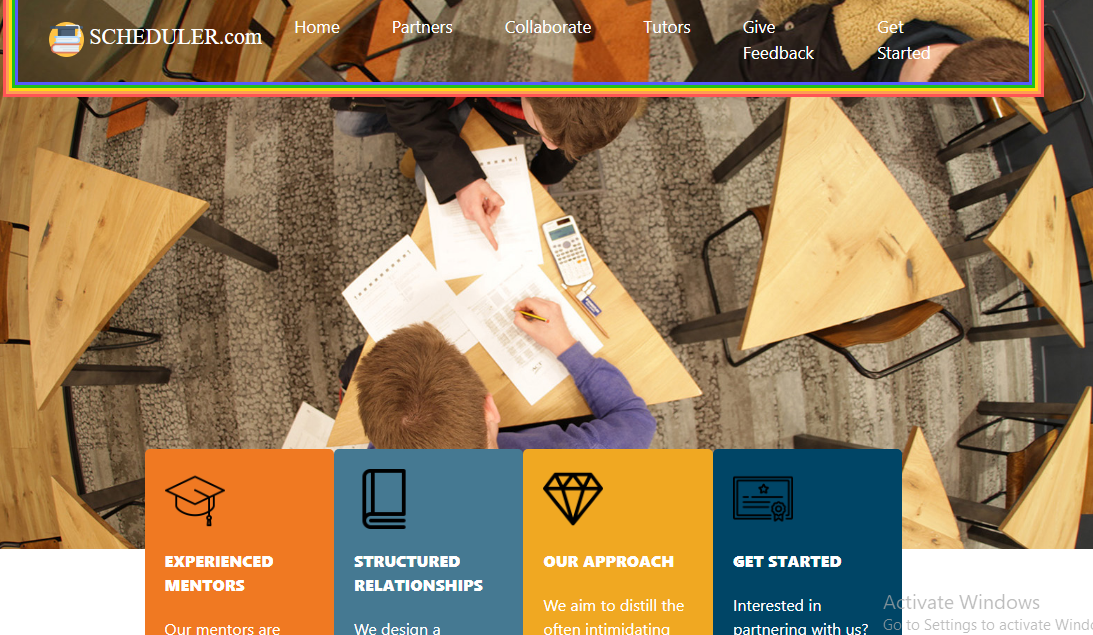 SCHEDULER.com
Home
Partners
Collaborate
Tutors
Give
Feedback
Get
Started
EXPERIENCED
MENTORS
Our mentors are
STRUCTURED
RELATIONSHIPS
We design a
OUR APPROACH
We aim to distill the
often intimidating
GET STARTED
Interested in
partnering with us?
Activate Windows
Go to Settings to activate Wind